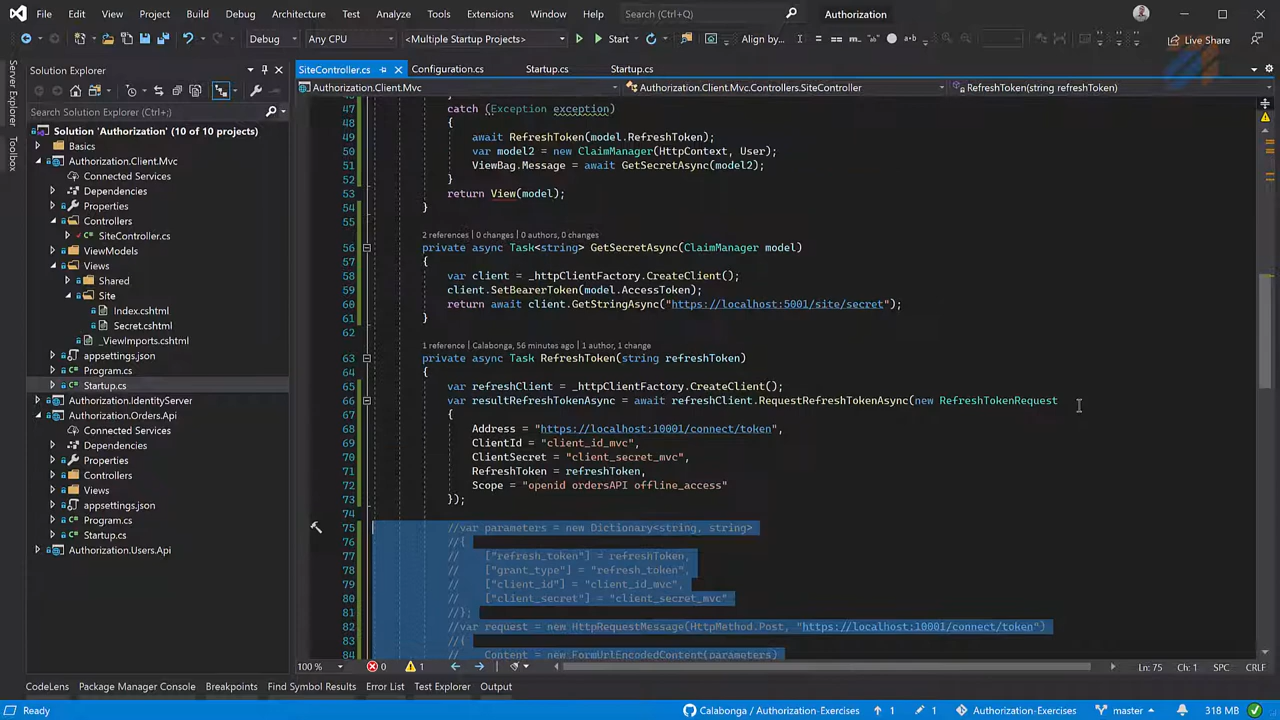 File Edit View Git Project Build Debug Architecture Test Analyze Tools Extensions Window Help Search (Ctrl+Q) Authorization
Debug Any CPU <Multiple Startup Projects> Start Align by... Live Share
Server Explorer
Toolbox
Solution Explorer
Search Solution Explorer (Ctrl+;)
Solution 'Authorization' (10 of 10 projects)
Basics
Authorization.Client.Mvc
Connected Services
Dependencies
Properties
Controllers
SiteController.cs
ViewModels
Views
Shared
Site
Index.cshtml
Secret.cshtml
_ViewImports.cshtml
appsettings.json
Program.cs
Startup.cs
Authorization.IdentityServer
Authorization.Orders.Api
Connected Services
Dependencies
Properties
Controllers
Views
appsettings.json
Program.cs
Startup.cs
Authorization.Users.Api
SiteController.cs Configuration.cs Startup.cs Startup.cs
Authorization.Client.Mvc Authorization.Client.Mvc.Controllers.SiteController RefreshToken(string refreshToken)
47 catch (Exception exception)
48 {
49 await RefreshToken(model.RefreshToken);
50 var model2 = new ClaimManager(HttpContext, User);
51 ViewBag.Message = await GetSecretAsync(model2);
52 }
53 return View(model);
54 }
55
2 references | 0 changes | 0 authors, 0 changes
56 private async Task<string> GetSecretAsync(ClaimManager model)
57 {
58 var client = _httpClientFactory.CreateClient();
59 client.SetBearerToken(model.AccessToken);
60 return await client.GetStringAsync("https://localhost:5001/site/secret");
61 }
62
1 reference | Calabonga, 56 minutes ago | 1 author, 1 change
63 private async Task RefreshToken(string refreshToken)
64 {
65 var refreshClient = _httpClientFactory.CreateClient();
66 var resultRefreshTokenAsync = await refreshClient.RequestRefreshTokenAsync(new RefreshTokenRequest
67 {
68 Address = "https://localhost:10001/connect/token",
69 ClientId = "client_id_mvc",
70 ClientSecret = "client_secret_mvc",
71 RefreshToken = refreshToken,
72 Scope = "openid ordersAPI offline_access"
73 });
74
75 //var parameters = new Dictionary<string, string>
76 //{
77 // ["refresh_token"] = refreshToken,
78 // ["grant_type"] = "refresh_token",
79 // ["client_id"] = "client_id_mvc",
80 // ["client_secret"] = "client_secret_mvc"
81 //};
82 //var request = new HttpRequestMessage(HttpMethod.Post, "https://localhost:10001/connect/token")
83 //{
84 // Content = new FormUrlEncodedContent(parameters)
100 % 0 1 Ln: 75 Ch: 1 SPC CRLF
CodeLens Package Manager Console Breakpoints Find Symbol Results Error List Test Explorer Output
Ready Calabonga / Authorization-Exercises 1 1 Authorization-Exercises master 318 MB